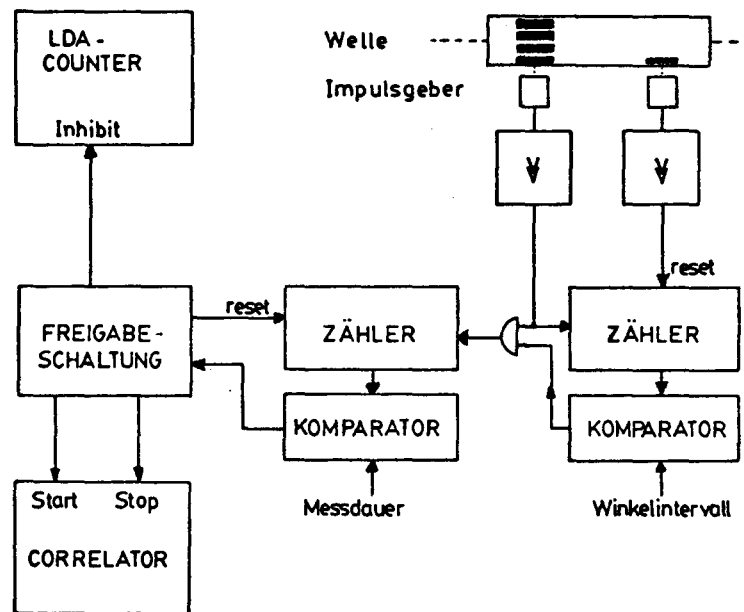 LDA-
COUNTER
Inhibit
Welle
Impulsgeber
V
V
reset
reset
FREIGABE-
SCHALTUNG
ZÄHLER
ZÄHLER
KOMPARATOR
KOMPARATOR
Start Stop
CORRELATOR
Messdauer
Winkelintervall